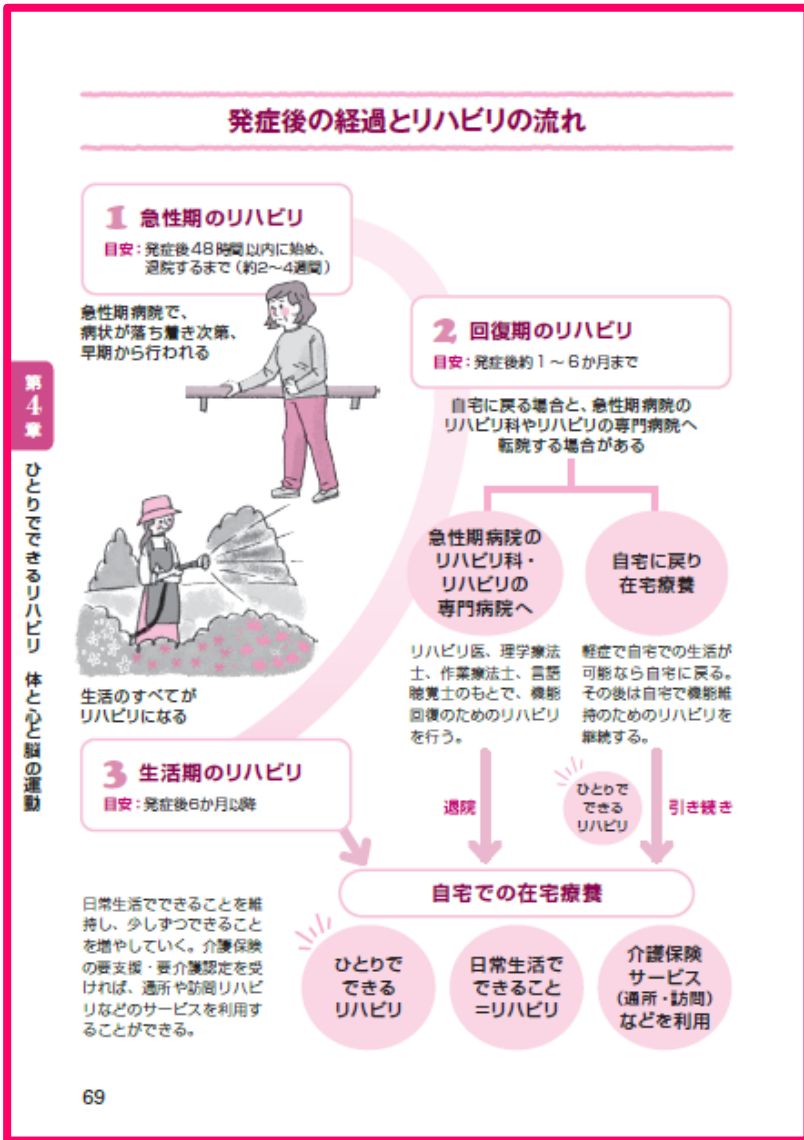 発症後の経過とリハビリの流れ
1 急性期のリハビリ
目安：発症後48時間以内に始め、
退院するまで（約2〜4週間）
急性期病院で、
病状が落ち着き次第、
早期から行われる
2 回復期のリハビリ
目安：発症後約1〜6か月まで
自宅に戻る場合と、急性期病院の
リハビリ科やリハビリの専門病院へ
転院する場合がある
急性期病院の
リハビリ科・
リハビリの
専門病院へ
リハビリ医、理学療法
士、作業療法士、言語
聴覚士のもとで、機能
回復のためのリハビリ
を行う。
退院
自宅に戻り
在宅療養
軽症で自宅での生活が
可能なら自宅に戻る。
その後は自宅で機能維
持のためのリハビリを
継続する。
ひとりで
できる
リハビリ
引き続き
生活のすべてが
リハビリになる
3 生活期のリハビリ
目安：発症後6か月以降
日常生活でできることを維
持し、少しずつできること
を増やしていく。介護保険
の要支援・要介護認定を受
ければ、通所や訪問リハビ
リなどのサービスを利用す
ることができる。
自宅での在宅療養
ひとりで
できる
リハビリ
日常生活で
できること
=リハビリ
介護保険
サービス
（通所・訪問）
などを利用
第4章
ひとりでできるリハビリ 体と心と脳の運動
69